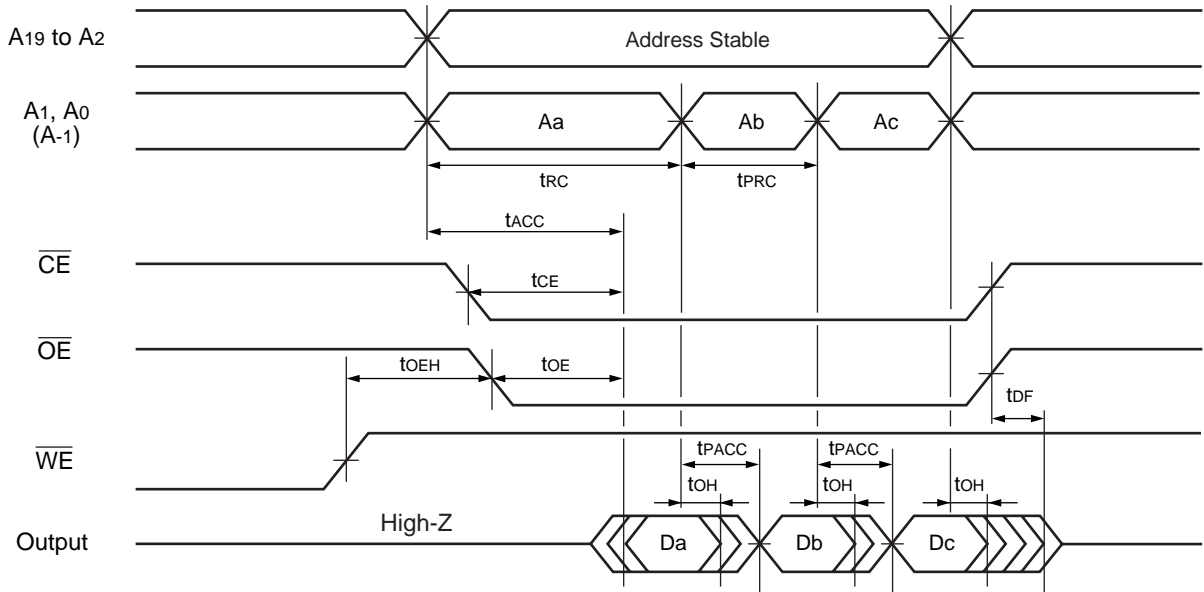 A19 to A2
Address Stable
A1, A0
(A-1)
Aa
Ab
Ac
tRC
tPRC
tACC
CE
tCE
OE
tOEH
tOE
tDF
WE
tPACC
tPACC
tOH
tOH
tOH
High-Z
Output
Da
Db
Dc